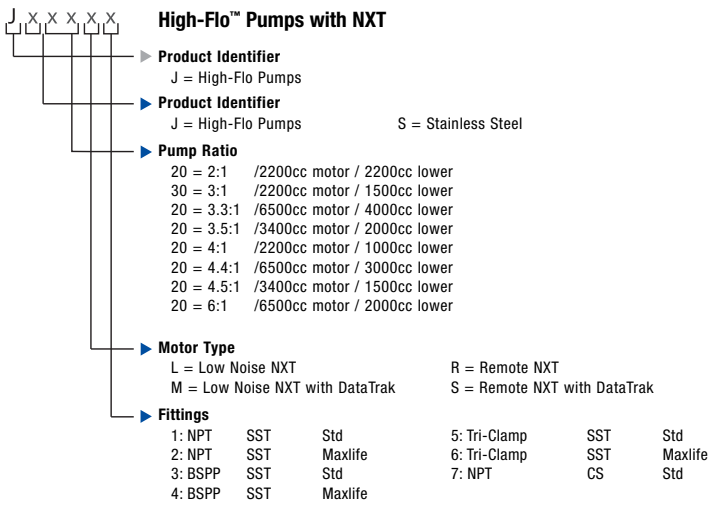 J X X X X X
High-Flo™ Pumps with NXT
Product Identifier
J = High-Flo Pumps
Product Identifier
J = High-Flo Pumps S = Stainless Steel
Pump Ratio
20 = 2:1 /2200cc motor / 2200cc lower
30 = 3:1 /2200cc motor / 1500cc lower
20 = 3.3:1 /6500cc motor / 4000cc lower
20 = 3.5:1 /3400cc motor / 2000cc lower
20 = 4:1 /2200cc motor / 1000cc lower
20 = 4.4:1 /6500cc motor / 3000cc lower
20 = 4.5:1 /3400cc motor / 1500cc lower
20 = 6:1 /6500cc motor / 2000cc lower
Motor Type
L = Low Noise NXT R = Remote NXT
M = Low Noise NXT with DataTrak S = Remote NXT with DataTrak
Fittings
1: NPT SST Std 5: Tri-Clamp SST Std
2: NPT SST Maxlife 6: Tri-Clamp SST Maxlife
3: BSPP SST Std 7: NPT CS Std
4: BSPP SST Maxlife